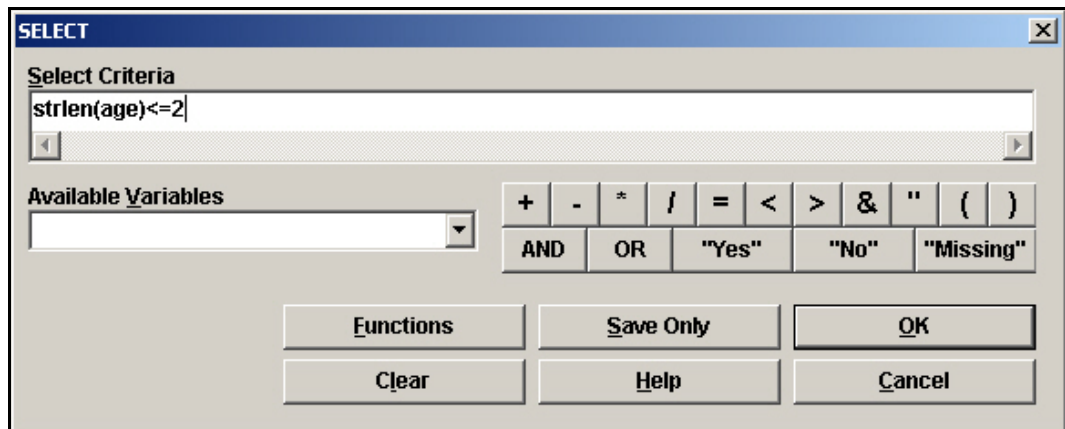 SELECT
Select Criteria
strlen(age)<=2
Available Variables
+ - * / = < > & " ( )
AND OR "Yes" "No" "Missing"
Functions Save Only OK
Clear Help Cancel